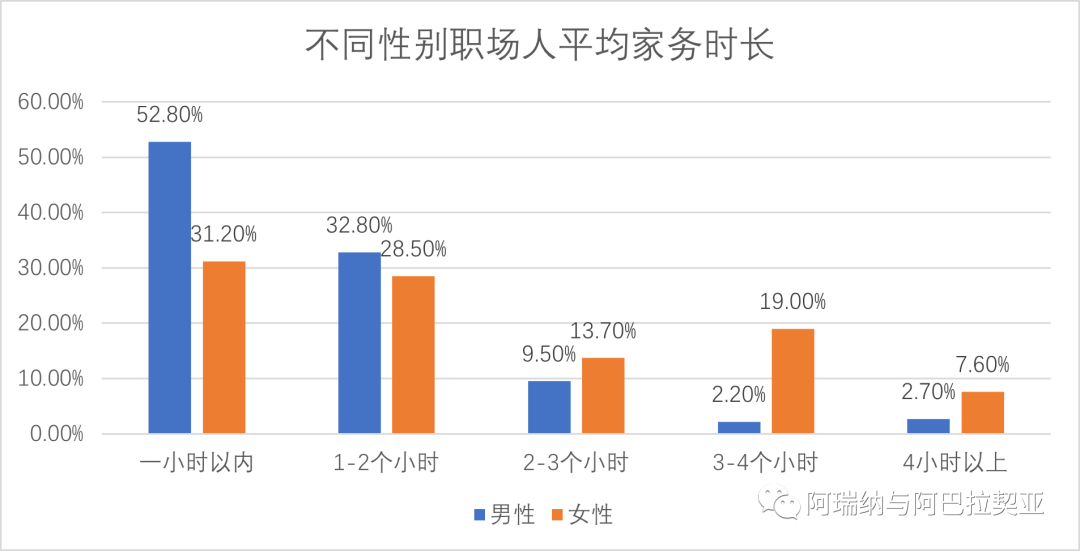 不同性别职场人平均家务时长
60.00%
50.00%
40.00%
30.00%
20.00%
10.00%
0.00%
52.80%
31.20%
32.80%
28.50%
9.50%
13.70%
2.20%
19.00%
2.70%
7.60%
一小时以内
1-2个小时
2-3个小时
3-4个小时
4小时以上
男性 女性
阿瑞纳与阿巴拉契亚